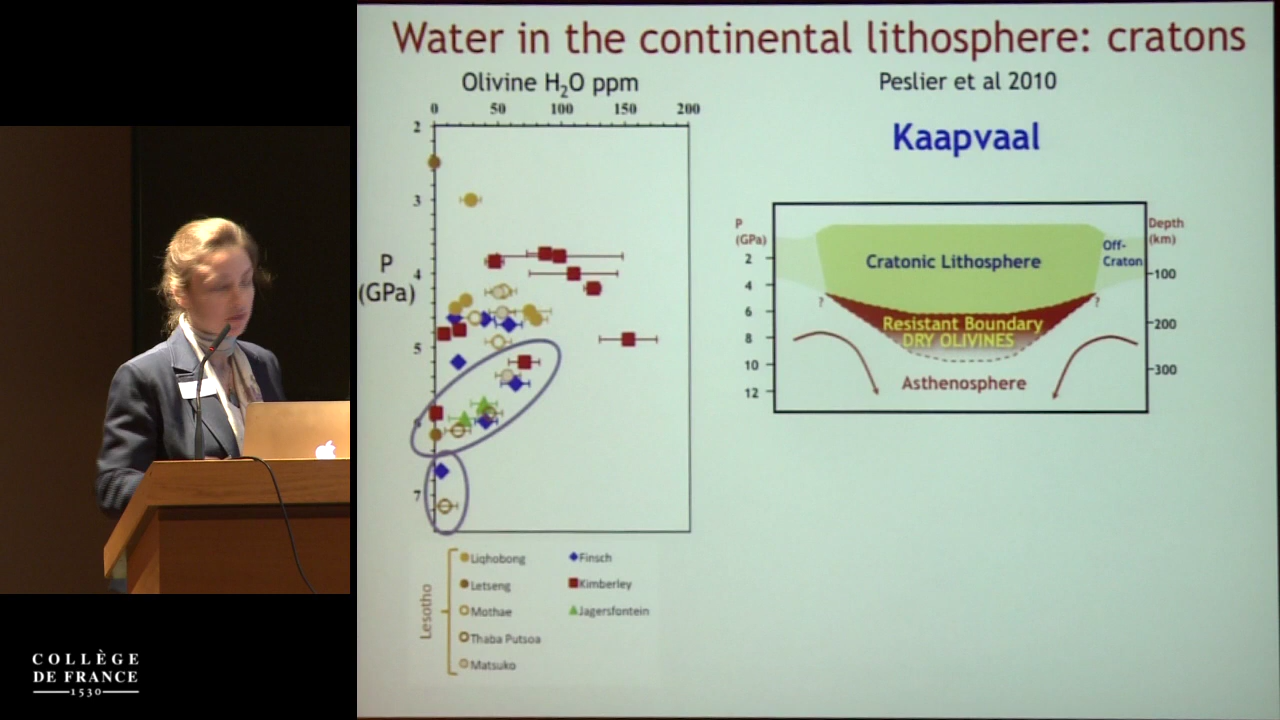 Water in the continental lithosphere: cratons
Olivine H2O ppm
0 50 100 150 200
2
3
4
5
7
P
(GPa)
Lesotho
Liqhobong
Letseng
Mothae
Thaba Putsoa
Matsuko
Finsch
Kimberley
Jagersfontein
Peslier et al 2010
Kaapvaal
P
(GPa)
2
4
6
8
10
12
Cratonic Lithosphere
Off-
Craton
Depth
(km)
100
200
300
?
?
Resistant Boundary
DRY OLIVINES
Asthenosphere
COLLÈGE
DE FRANCE
1530